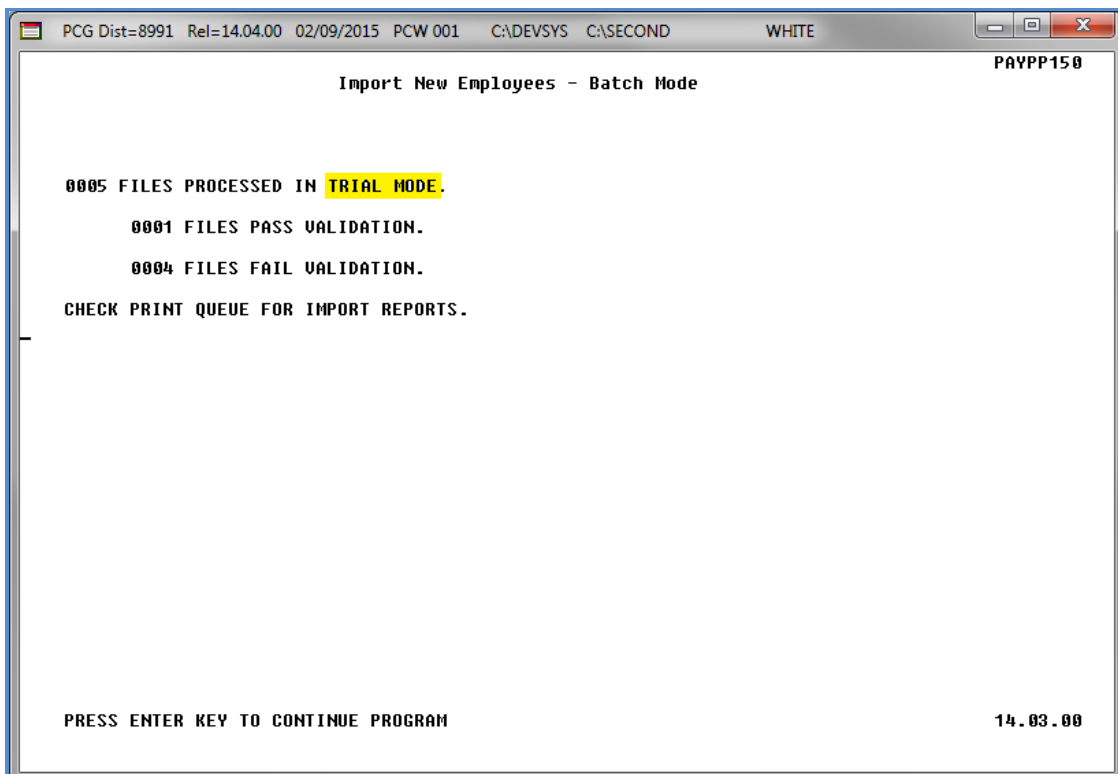 PCG Dist=8991 Rel=14.04.00 02/09/2015 PCW 001 C:\DEVSYS C:\SECOND WHITE
PAYPP150
Import New Employees - Batch Mode
0005 FILES PROCESSED IN TRIAL MODE.
0001 FILES PASS VALIDATION.
0004 FILES FAIL VALIDATION.
CHECK PRINT QUEUE FOR IMPORT REPORTS.
PRESS ENTER KEY TO CONTINUE PROGRAM 14.03.00